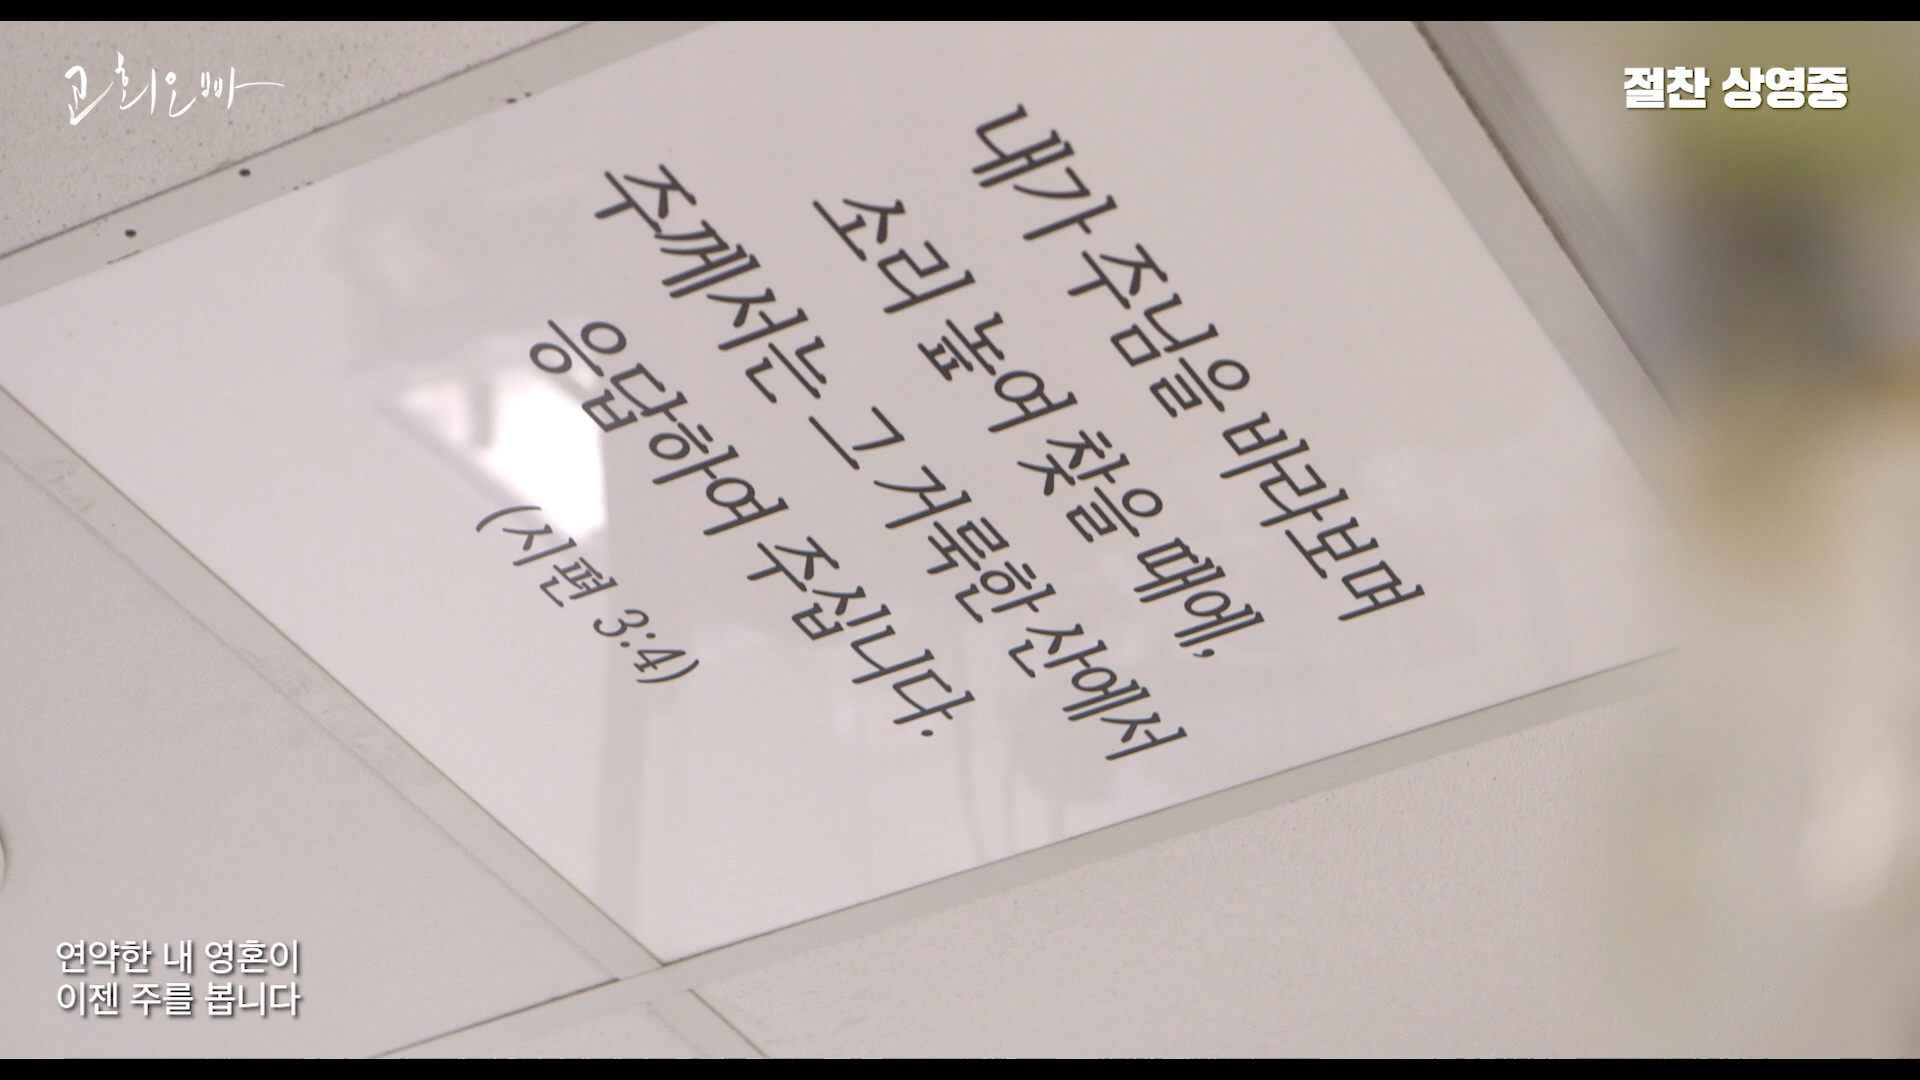 교회오빠
절찬 상영중
내가 주님을 바라보며
소리 높여 찾을 때에,
주께서는 그 거룩한 산에서
응답하여 주십니다.
(시편 3:4)
연약한 내 영혼이
이젠 주를 봅니다